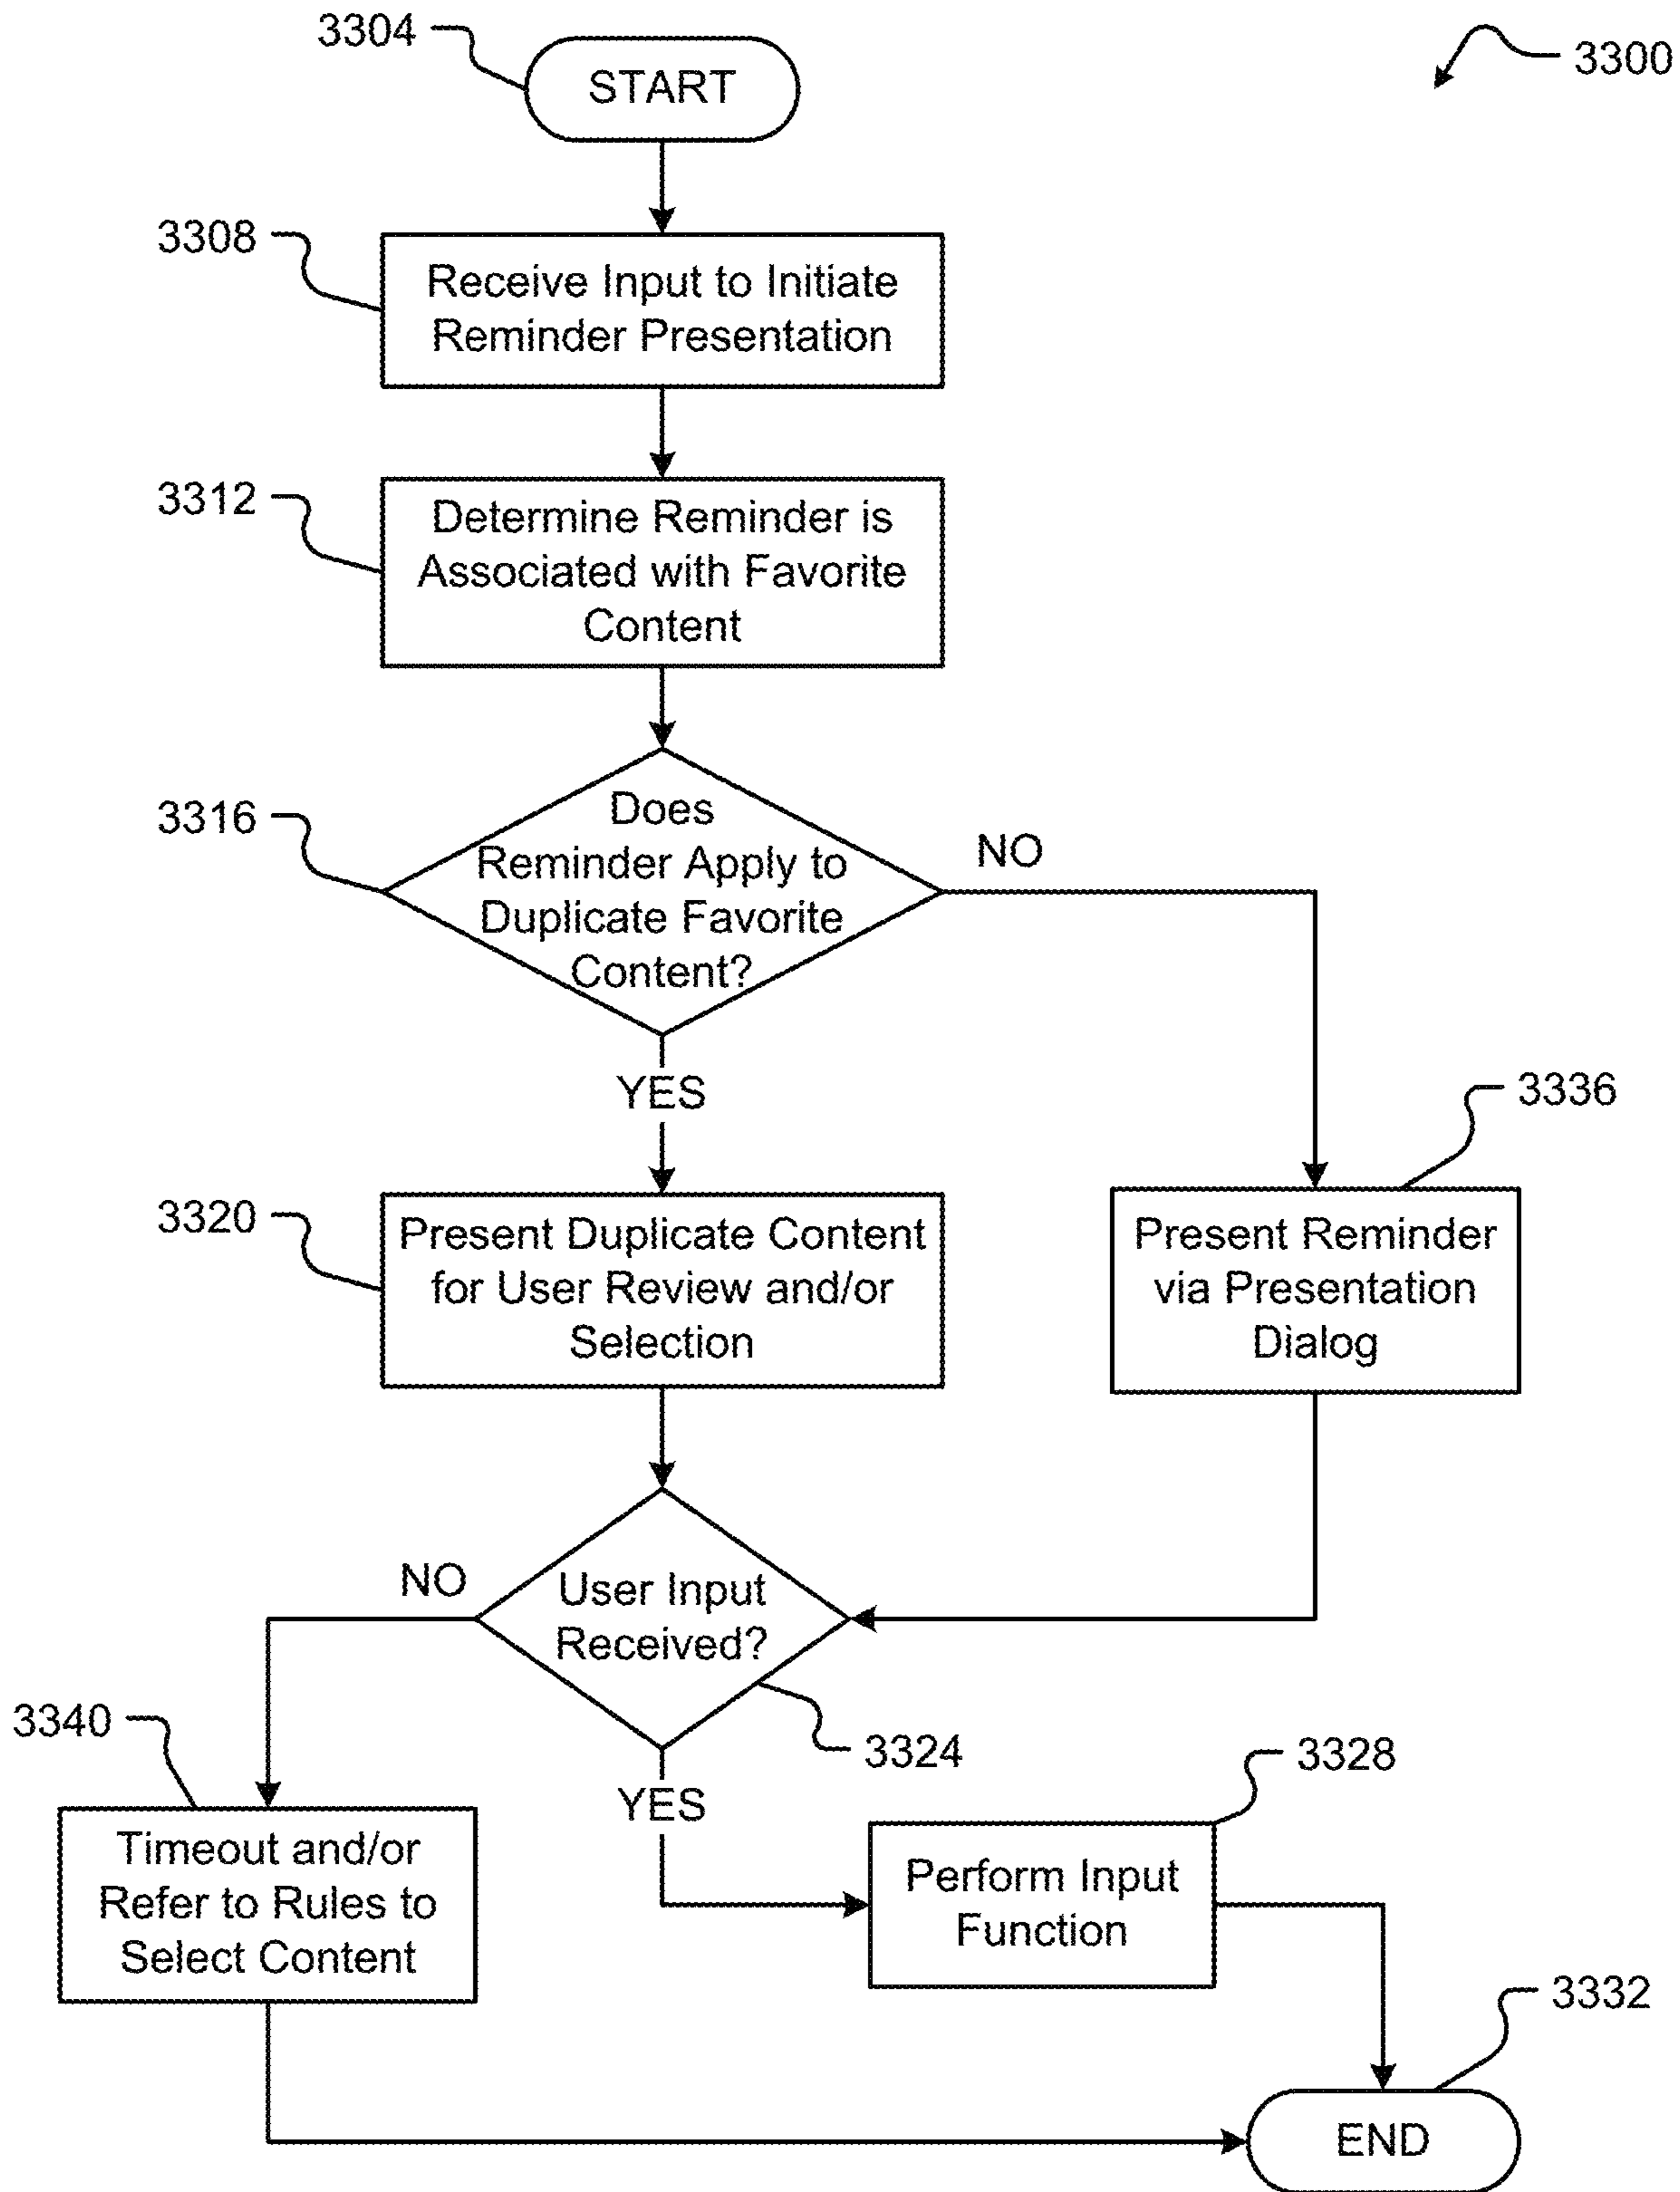 3304
START
3300
3308
Receive Input to Initiate
Reminder Presentation
3312
Determine Reminder is
Associated with Favorite
Content
3316
Does
Reminder Apply to
Duplicate Favorite
Content?
NO
YES
3336
3320
Present Duplicate Content
for User Review and/or
Selection
Present Reminder
via Presentation
Dialog
NO
User Input
Received?
3340
3324
YES
3328
Timeout and/or
Refer to Rules to
Select Content
Perform Input
Function
3332
END